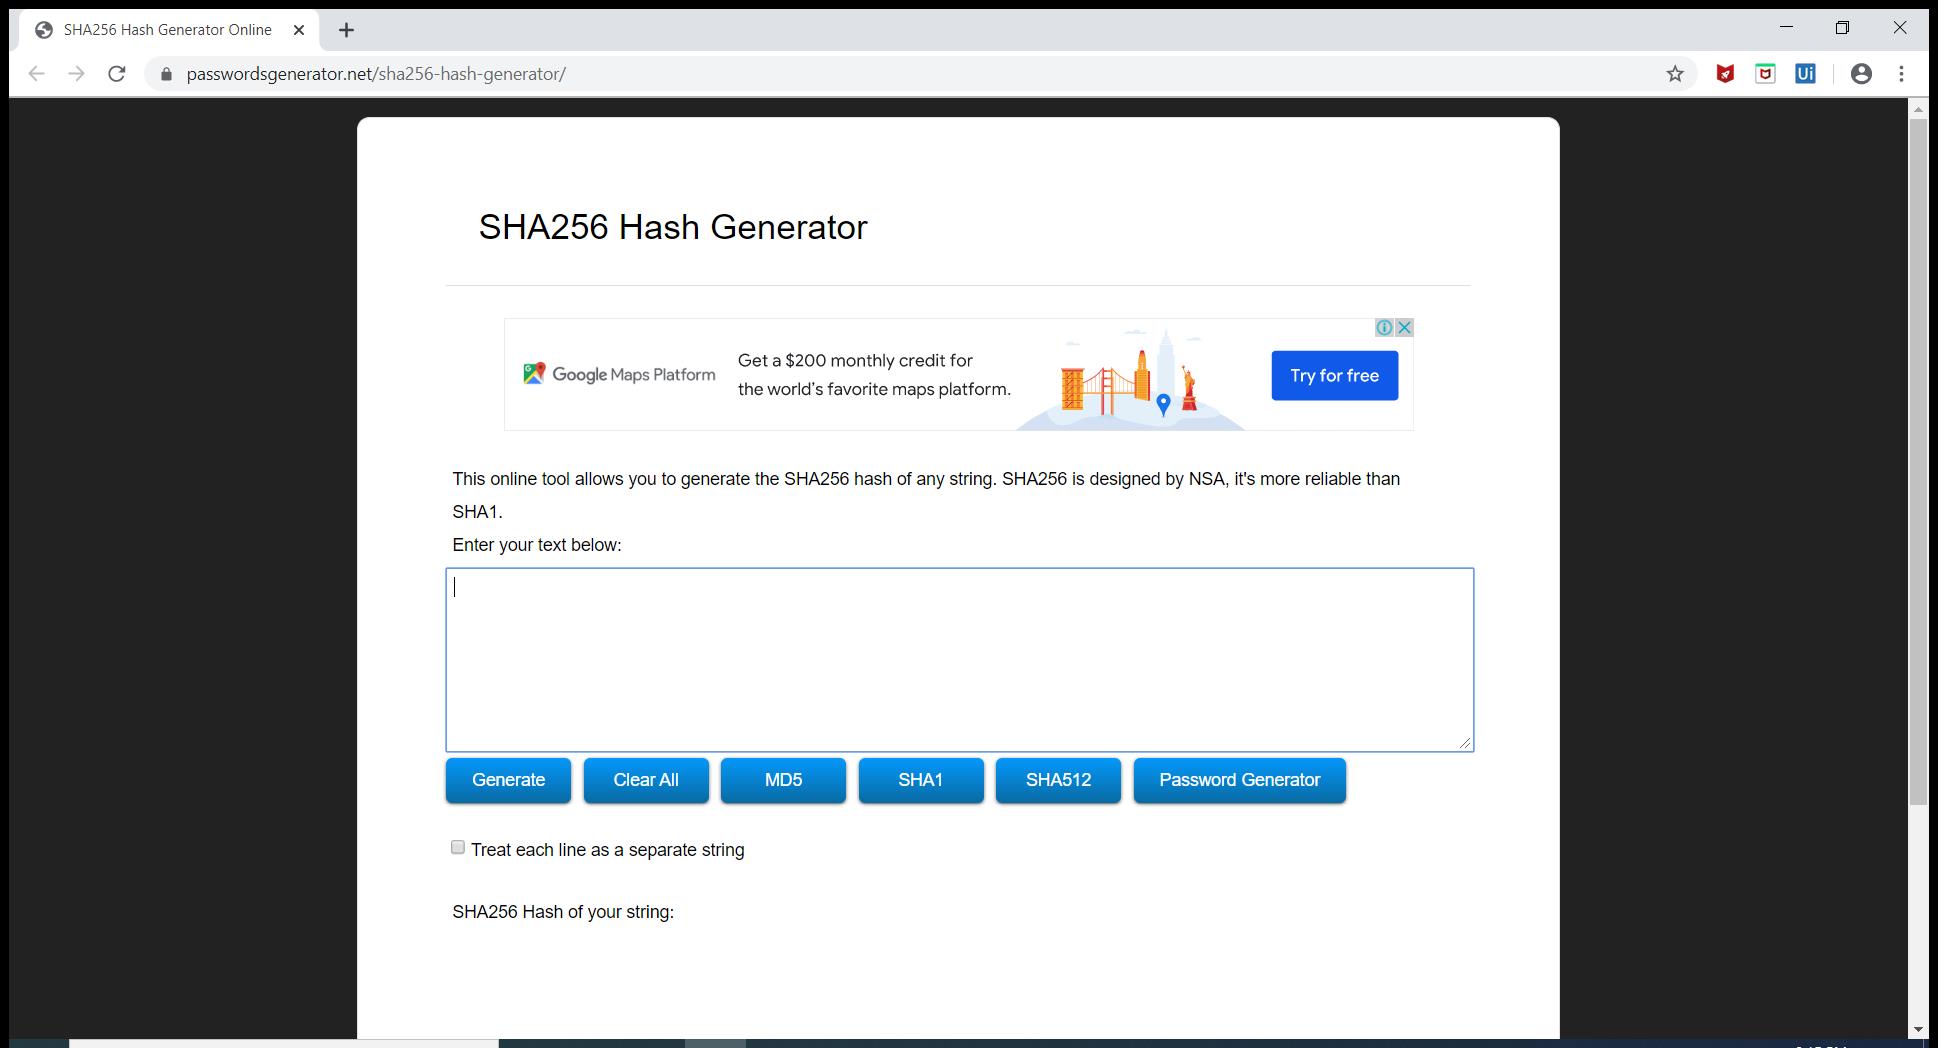 SHA256 Hash Generator Online
passwordsgenerator.net/sha256-hash-generator/
Ui
SHA256 Hash Generator
Google Maps Platform
Get a $200 monthly credit for
the world's favorite maps platform.
Try for free
This online tool allows you to generate the SHA256 hash of any string. SHA256 is designed by NSA, it's more reliable than
SHA1.
Enter your text below:
Generate Clear All MD5 SHA1 SHA512 Password Generator
Treat each line as a separate string
SHA256 Hash of your string: